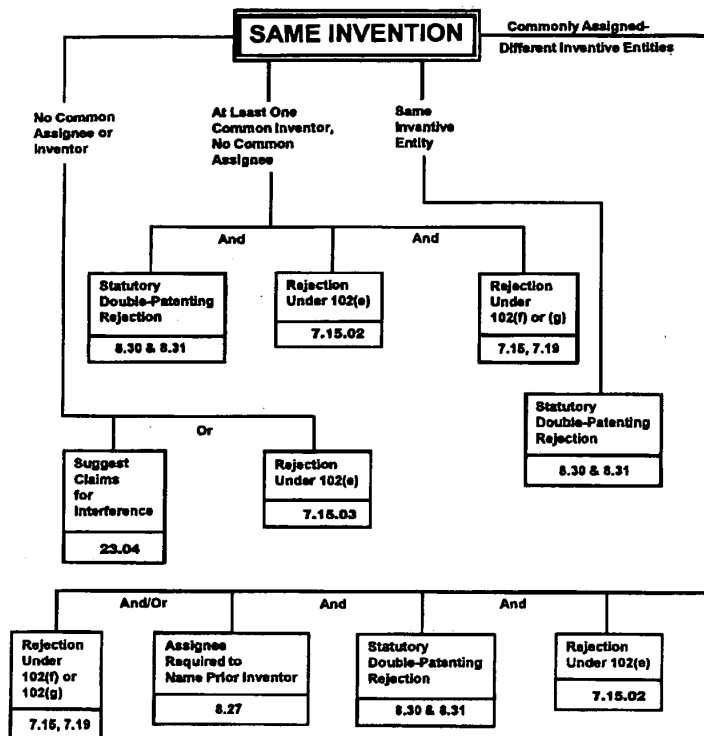 SAME INVENTION
Commonly Assigned-
Different Inventive Entities
No Common
Assignee or
Inventor
At Least One
Common Inventor,
No Common
Assignee
Same
Inventive
Entity
And
And
Statutory
Double-Patenting
Rejection
8.30 & 8.31
Rejection
Under 102(e)
7.15.02
Rejection
Under
102(f) or (g)
7.15, 7.19
Statutory
Double-Patenting
Rejection
8.30 & 8.31
Or
Suggest
Claims
for
Interference
23.04
Rejection
Under 102(e)
7.15.03
And/Or
And
And
Rejection
Under
102(f) or
102(g)
7.15, 7.19
Assignee
Required to
Name Prior Inventor
8.27
Statutory
Double-Patenting
Rejection
8.30 & 8.31
Rejection
Under 102(e)
7.15.02